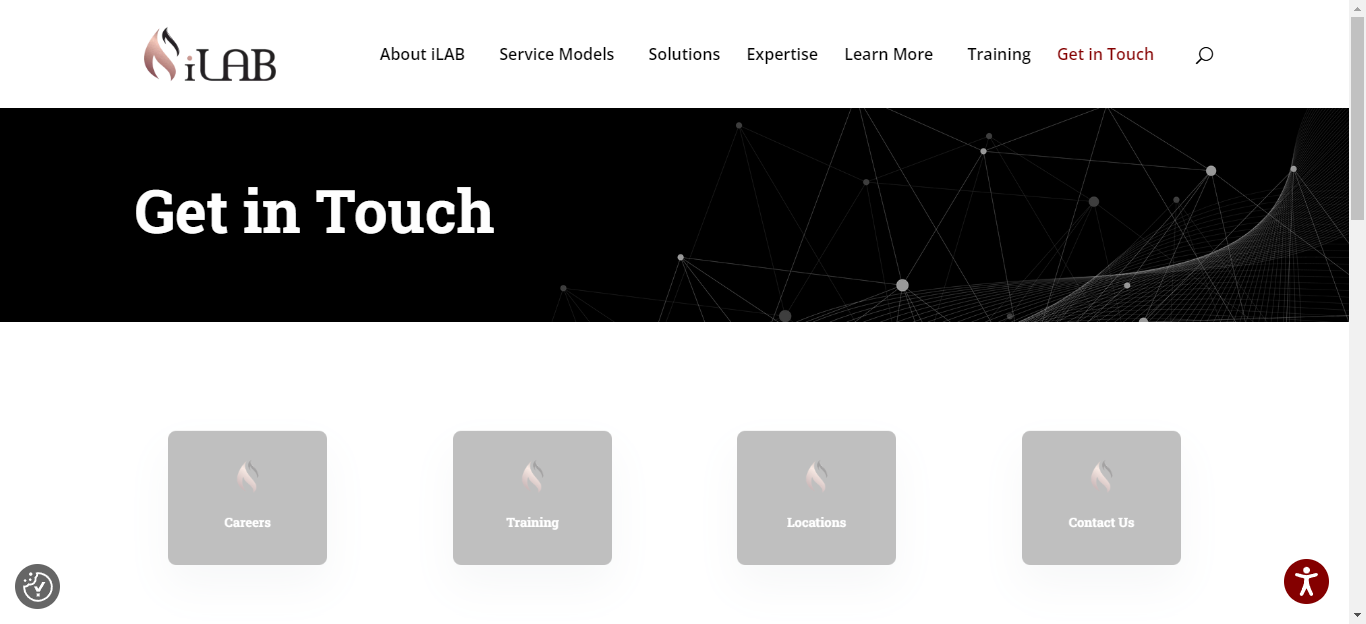 iLAB
About iLAB Service Models Solutions Expertise Learn More Training Get in Touch
Get in Touch
Careers Training Locations Contact Us